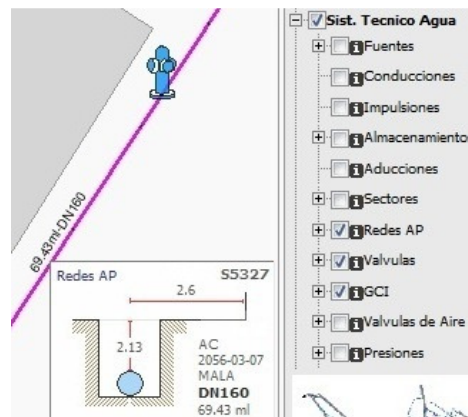 69.43ml-DN160
Redes AP
S5327
2.6
2.13
AC
2056-03-07
MALA
DN160
69.43 ml
Sist. Tecnico Agua
Fuentes
Conducciones
Impulsiones
Almacenamiento
Aducciones
Sectores
Redes AP
Valvulas
GCI
Valvulas de Aire
Presiones